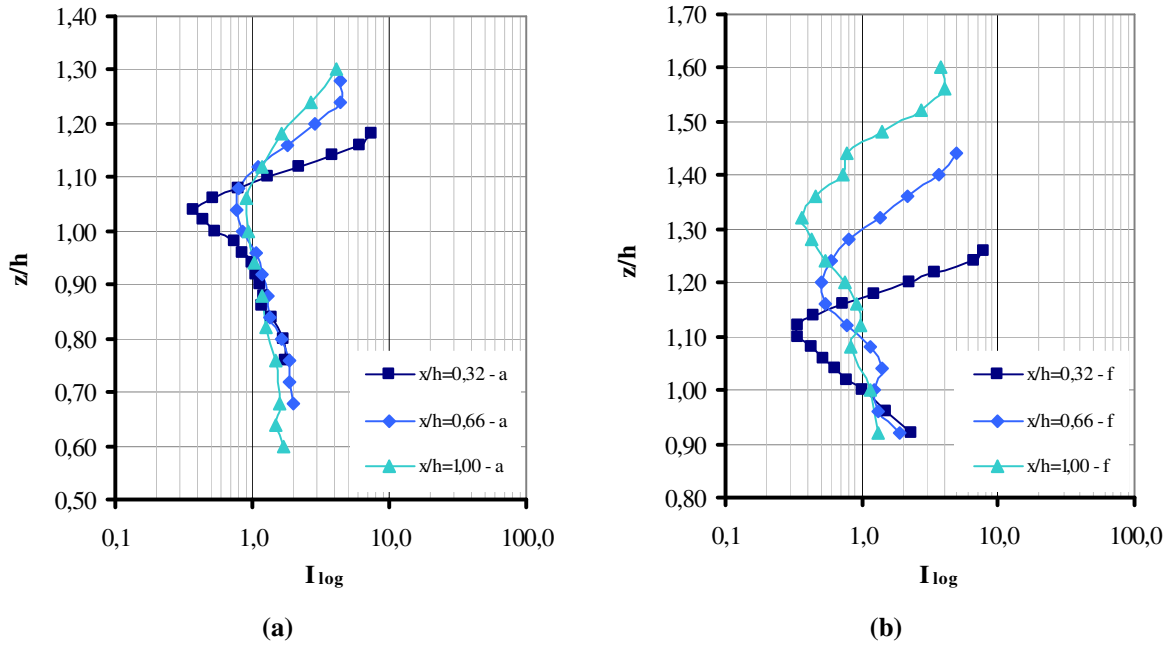 1,40
1,30
1,20
1,10
1,00
0,90
0,80
0,70
0,60
0,50
z/h
0,1 1,0 10,0 100,0
I log
x/h=0,32 - a
x/h=0,66 - a
x/h=1,00 - a
(a)
1,70
1,60
1,50
1,40
1,30
1,20
1,10
1,00
0,90
0,80
z/h
0,1 1,0 10,0 100,0
I log
x/h=0,32 - f
x/h=0,66 - f
x/h=1,00 - f
(b)